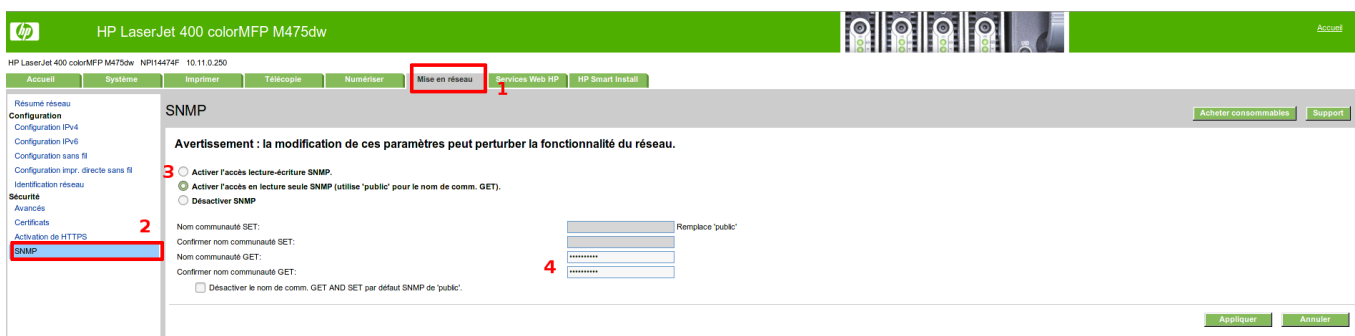 hp
HP LaserJet 400 colorMFP M475dw
Accueil
HP LaserJet 400 colorMFP M475dw NPI14474F 10.11.0.250
Accueil Système Imprimer Télécopie Numériser Mise en réseau Services Web HP HP Smart Install
1
Résumé réseau
Configuration
Configuration IPv4
Configuration IPv6
Configuration sans fil
Configuration impr. directe sans fil
Identification réseau
Sécurité
Avancés
Certificats
Activation de HTTPS
2
SNMP
SNMP
Acheter consommables Support
Avertissement : la modification de ces paramètres peut perturber la fonctionnalité du réseau.
3 Activer l'accès lecture-écriture SNMP.
Activer l'accès en lecture seule SNMP (utilise 'public' pour le nom de comm. GET).
Désactiver SNMP
Nom communauté SET: Remplace 'public'
Confirmer nom communauté SET:
Nom communauté GET: ••••••••••
4
Confirmer nom communauté GET: ••••••••••
Désactiver le nom de comm. GET AND SET par défaut SNMP de 'public'.
Appliquer Annuler